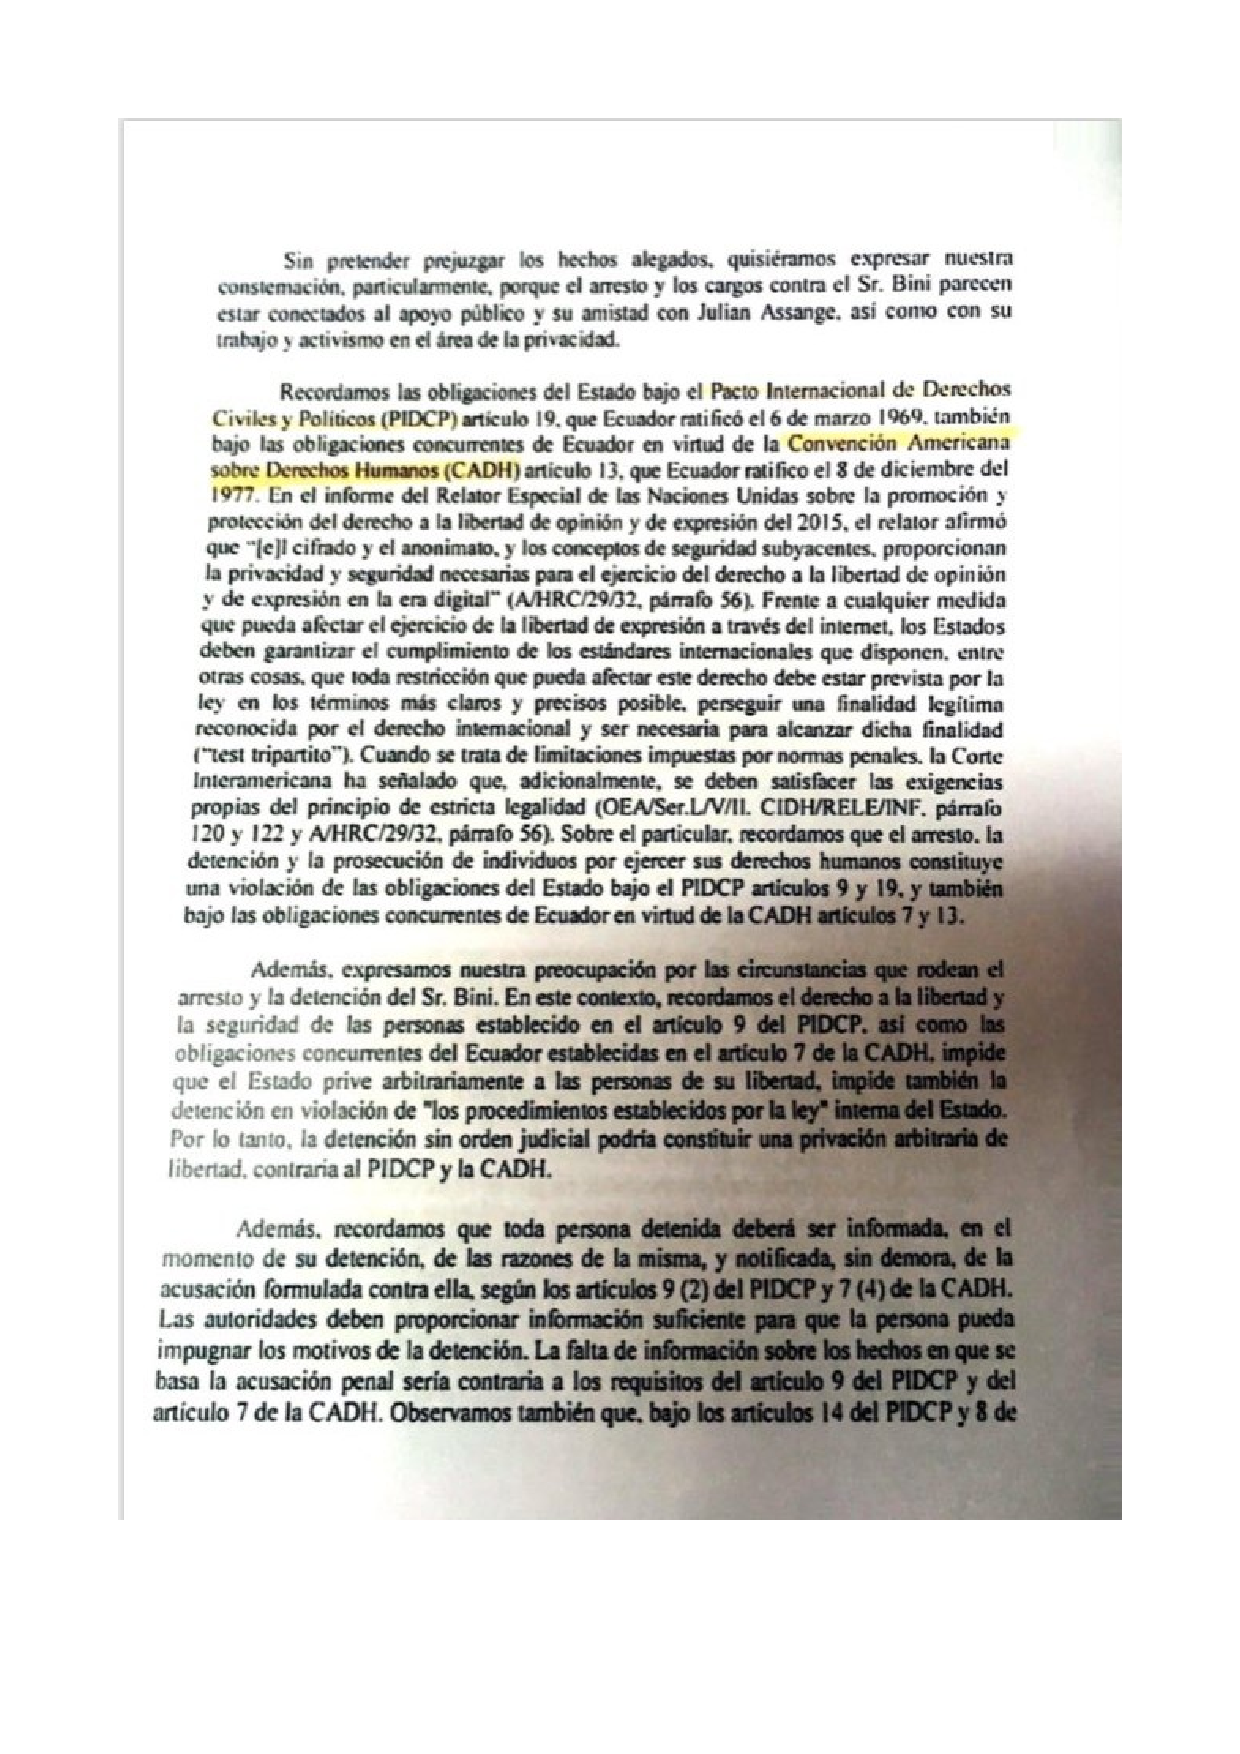 Sin pretender prejuzgar los hechos alegados, quisiéramos expresar nuestra
consternación, particularmente, porque el arresto y los cargos contra el Sr. Bini parecen
estar conectados al apoyo público y su amistad con Julian Assange, así como con su
trabajo y activismo en el área de la privacidad.
Recordamos las obligaciones del Estado bajo el Pacto Internacional de Derechos
Civiles y Políticos (PIDCP) artículo 19, que Ecuador ratificó el 6 de marzo 1969, también
bajo las obligaciones concurrentes de Ecuador en virtud de la Convención Americana
sobre Derechos Humanos (CADH) artículo 13, que Ecuador ratifico el 8 de diciembre del
1977. En el informe del Relator Especial de las Naciones Unidas sobre la promoción y
protección del derecho a la libertad de opinión y de expresión del 2015, el relator afirmó
que "[e]l cifrado y el anonimato, y los conceptos de seguridad subyacentes, proporcionan
la privacidad y seguridad necesarias para el ejercicio del derecho a la libertad de opinión
y de expresión en la era digital" (A/HRC/29/32, párrafo 56). Frente a cualquier medida
que pueda afectar el ejercicio de la libertad de expresión a través del internet, los Estados
deben garantizar el cumplimiento de los estándares internacionales que disponen, entre
otras cosas, que toda restricción que pueda afectar este derecho debe estar prevista por la
ley en los términos más claros y precisos posible, perseguir una finalidad legítima
reconocida por el derecho internacional y ser necesaria para alcanzar dicha finalidad
("test tripartito"). Cuando se trata de limitaciones impuestas por normas penales, la Corte
Interamericana ha señalado que, adicionalmente, se deben satisfacer las exigencias
propias del principio de estricta legalidad (OEA/Ser.L/V/II. CIDH/RELE/INF. párrafo
120 y 122 y A/HRC/29/32, párrafo 56). Sobre el particular, recordamos que el arresto, la
detención y la prosecución de individuos por ejercer sus derechos humanos constituye
una violación de las obligaciones del Estado bajo el PIDCP artículos 9 y 19, y también
bajo las obligaciones concurrentes de Ecuador en virtud de la CADH artículos 7 y 13.
Además, expresamos nuestra preocupación por las circunstancias que rodean el
arresto y la detención del Sr. Bini. En este contexto, recordamos el derecho a la libertad y
la seguridad de las personas establecido en el artículo 9 del PIDCP, así como las
obligaciones concurrentes del Ecuador establecidas en el artículo 7 de la CADH, impide
que el Estado prive arbitrariamente a las personas de su libertad, impide también la
detención en violación de "los procedimientos establecidos por la ley" interna del Estado.
Por lo tanto, la detención sin orden judicial podría constituir una privación arbitraria de
libertad, contraria al PIDCP y la CADH.
Además, recordamos que toda persona detenida deberá ser informada, en el
momento de su detención, de las razones de la misma, y notificada, sin demora, de la
acusación formulada contra ella, según los artículos 9 (2) del PIDCP y 7 (4) de la CADH.
Las autoridades deben proporcionar información suficiente para que la persona pueda
impugnar los motivos de la detención. La falta de información sobre los hechos en que se
basa la acusación penal sería contraria a los requisitos del artículo 9 del PIDCP y del
artículo 7 de la CADH. Observamos también que, bajo los artículos 14 del PIDCP y 8 de